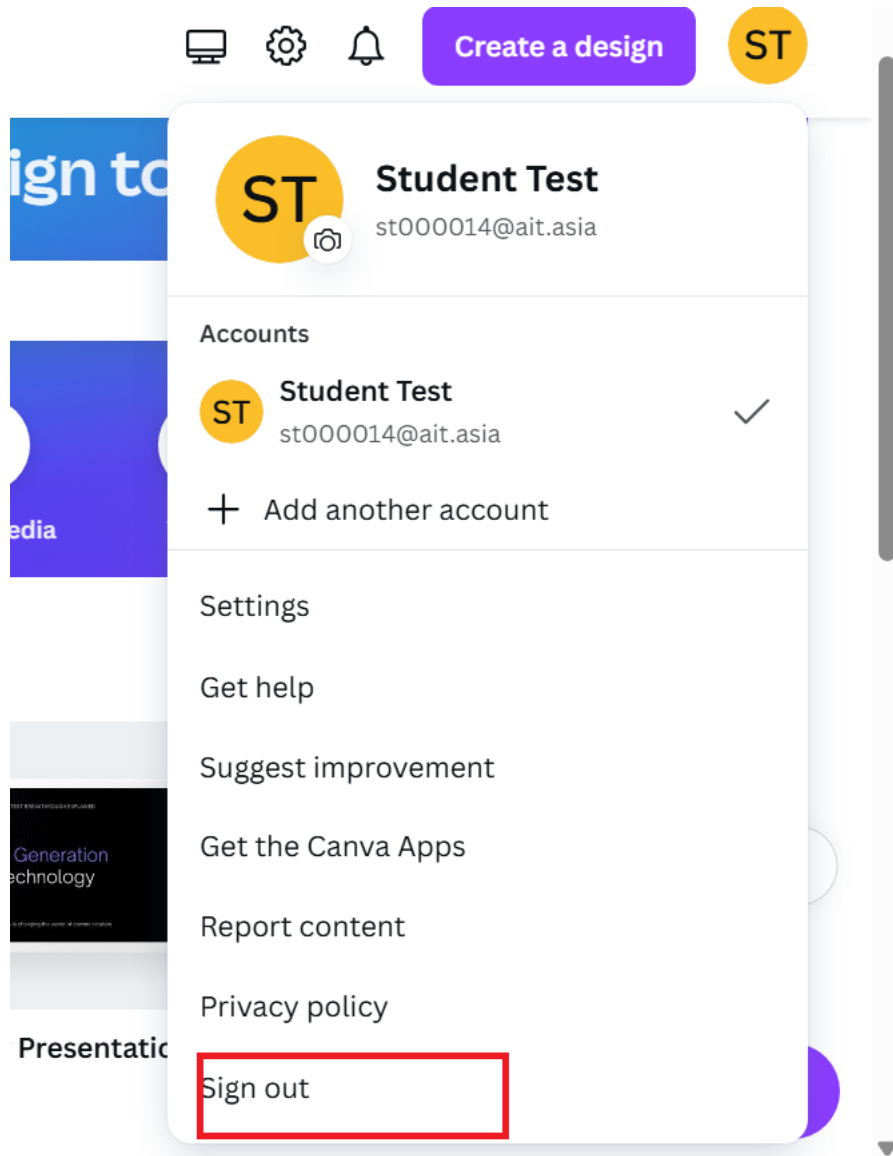 Create a design
ST
ign to
ST
Student Test
st000014@ait.asia
Accounts
ST
Student Test
st000014@ait.asia
Add another account
edia
Settings
Get help
Suggest improvement
Get the Canva Apps
Generation
echnology
Report content
Privacy policy
Presentatio
Sign out